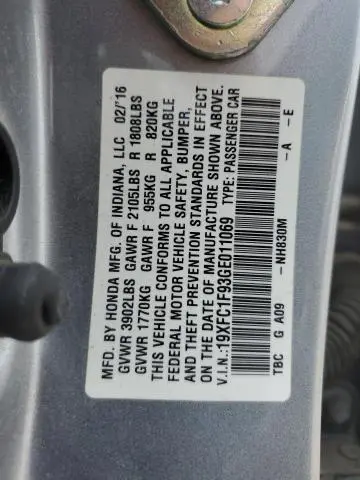 MFD. BY HONDA MFG. OF INDIANA, LLC 02/'16
GVWR 3902LBS GAWR F 2105LBS R 1808LBS
GVWR 1770KG GAWR F 955KG R 820KG
THIS VEHICLE CONFORMS TO ALL APPLICABLE
FEDERAL MOTOR VEHICLE SAFETY, BUMPER,
AND THEFT PREVENTION STANDARDS IN EFFECT
ON THE DATE OF MANUFACTURE SHOWN ABOVE.
V.I.N.:19XFC1F93GE011069 TYPE: PASSENGER CAR
TBC G A09 -NH830M -A -E